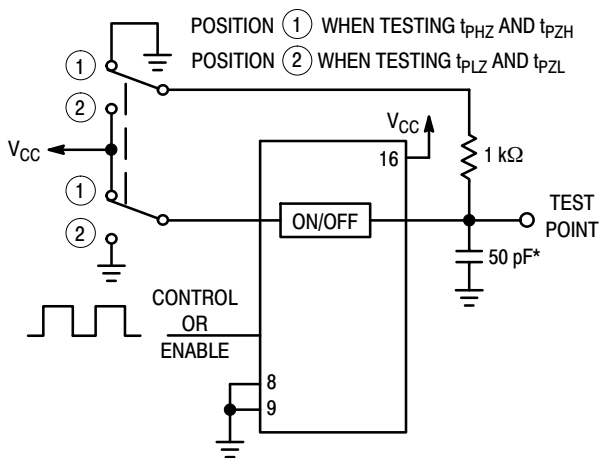 POSITION 1 WHEN TESTING tPHZ AND tPZH
POSITION 2 WHEN TESTING tPLZ AND tPZL
1
2
VCC
1
2
VCC
16
1 kΩ
ON/OFF
TEST
POINT
50 pF*
CONTROL
OR
ENABLE
8
9